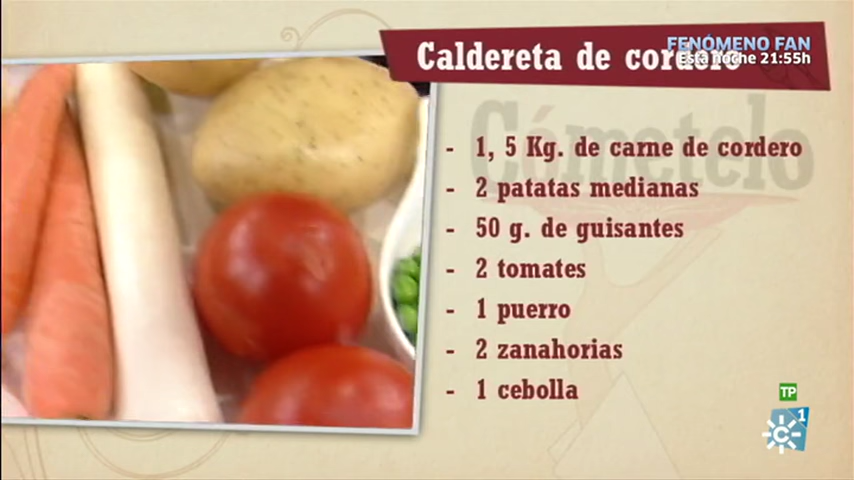 FENÓMENO FAN
Esta noche 21:55h
Caldereta de cordero
Cómetelo
- 1, 5 Kg. de carne de cordero
- 2 patatas medianas
- 50 g. de guisantes
- 2 tomates
- 1 puerro
- 2 zanahorias
- 1 cebolla
TP
1